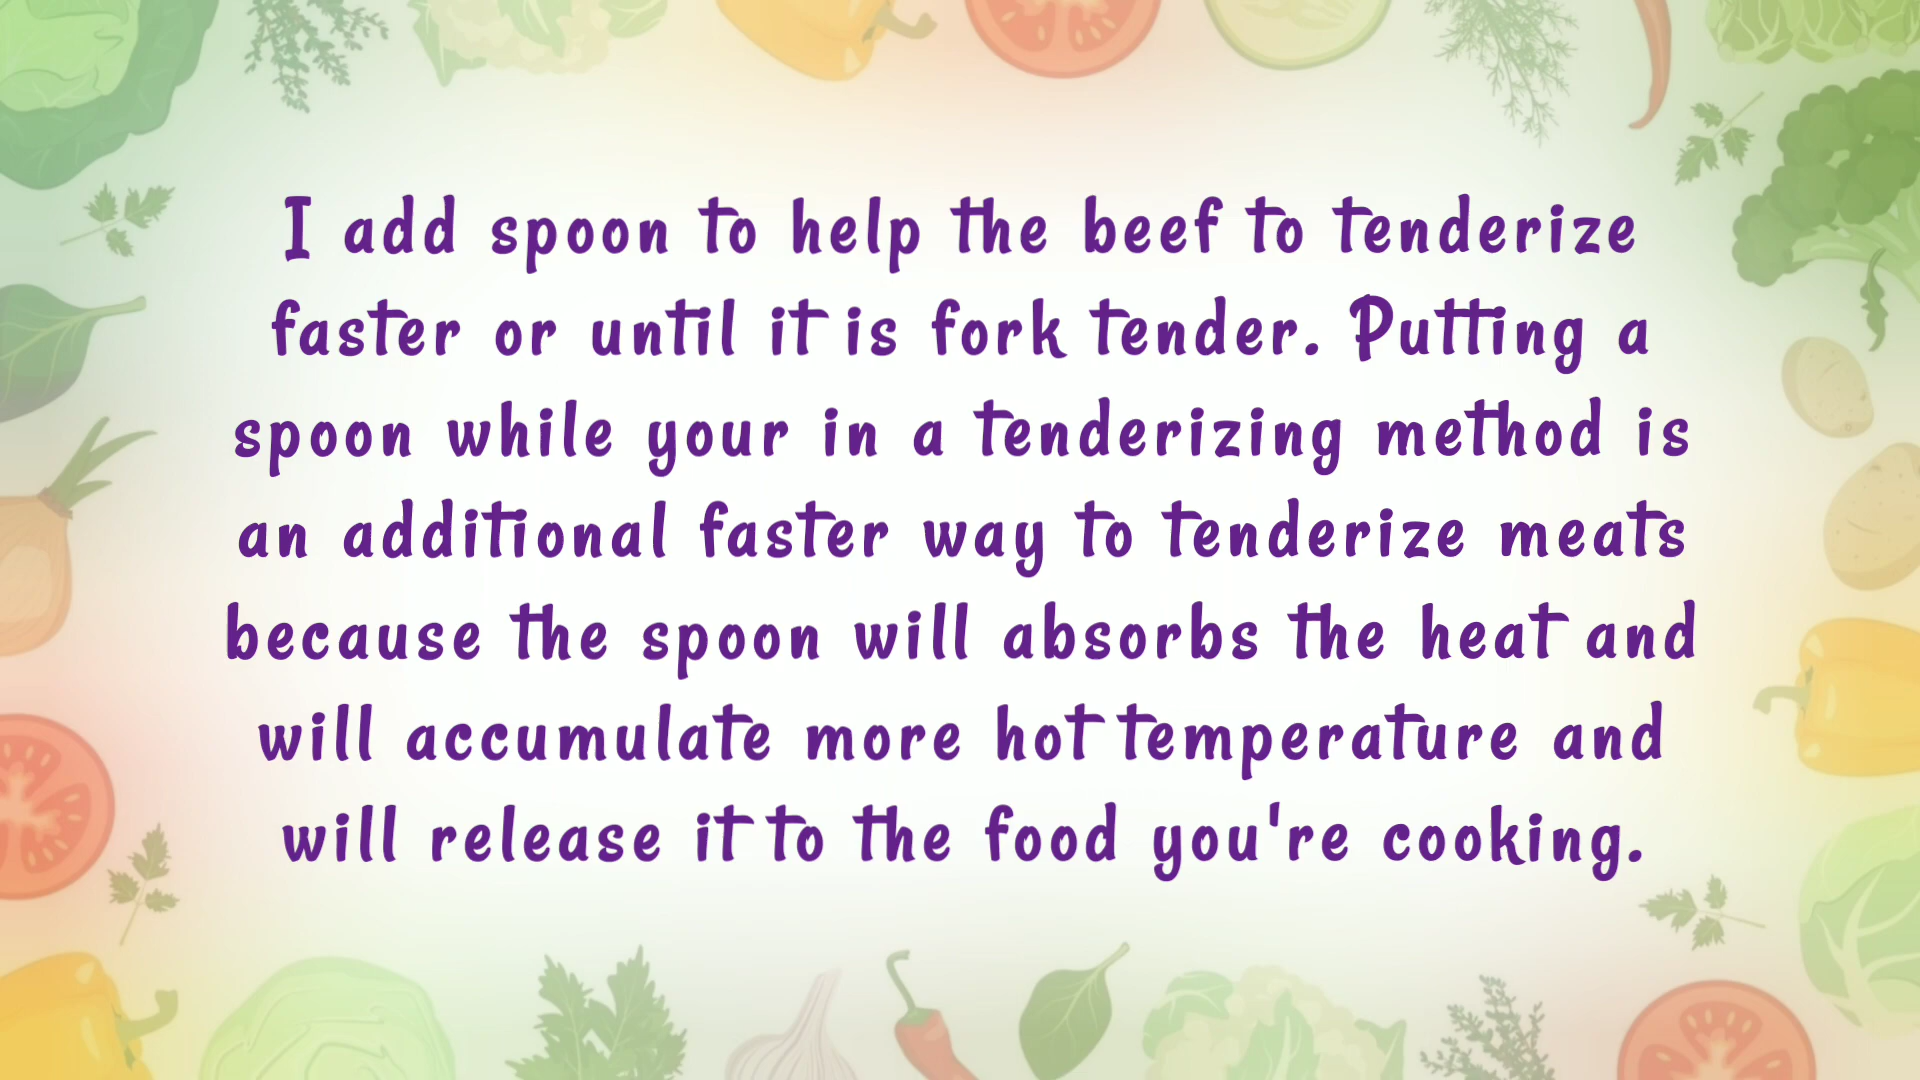 I add spoon to help the beef to tenderize
faster or until it is fork tender. Putting a
spoon while your in a tenderizing method is
an additional faster way to tenderize meats
because the spoon will absorbs the heat and
will accumulate more hot temperature and
will release it to the food you're cooking.